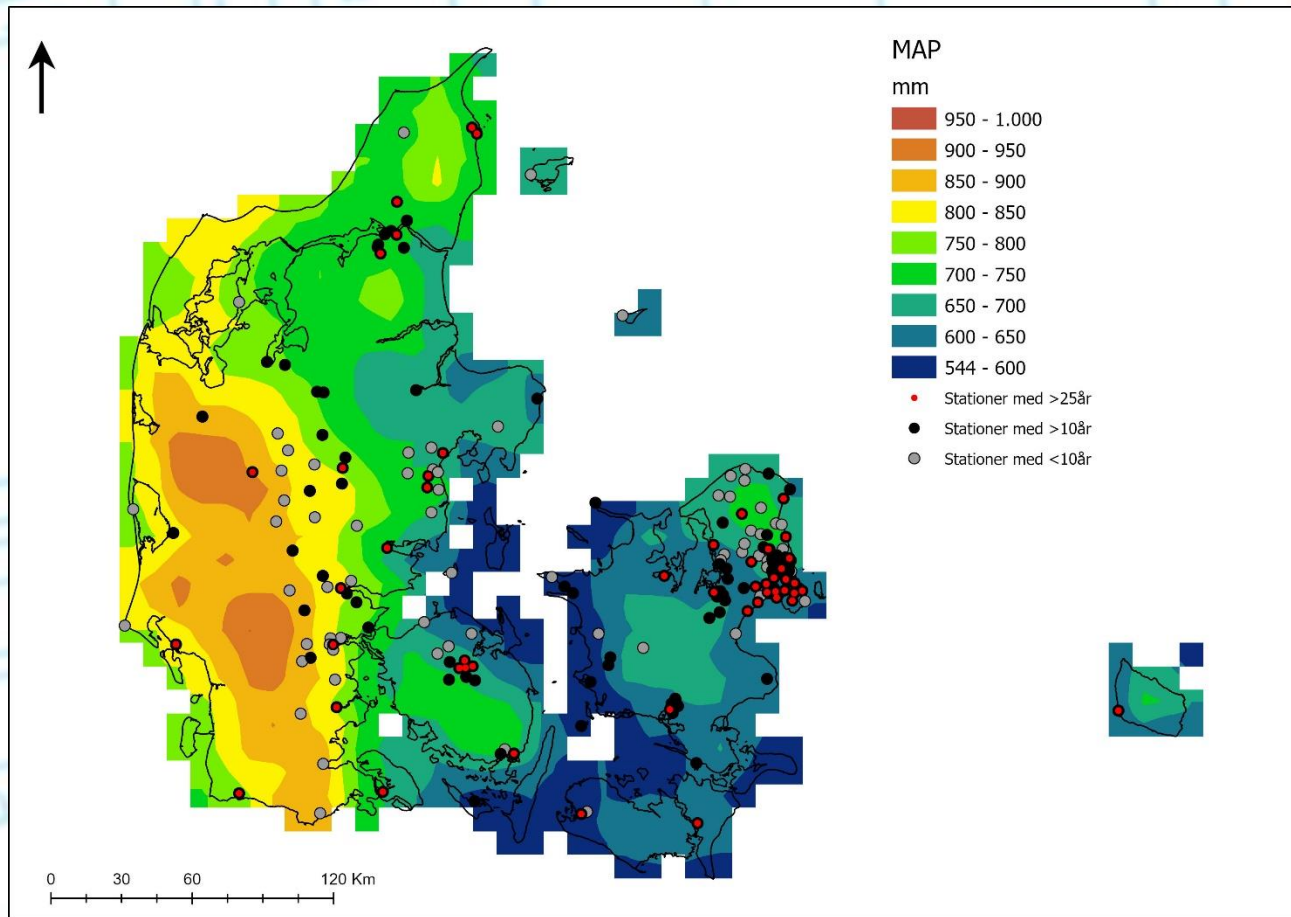 MAP
mm
950 - 1.000
900 - 950
850 - 900
800 - 850
750 - 800
700 - 750
650 - 700
600 - 650
544 - 600
Stationer med >25år
Stationer med >10år
Stationer med <10år
0 30 60 120 Km